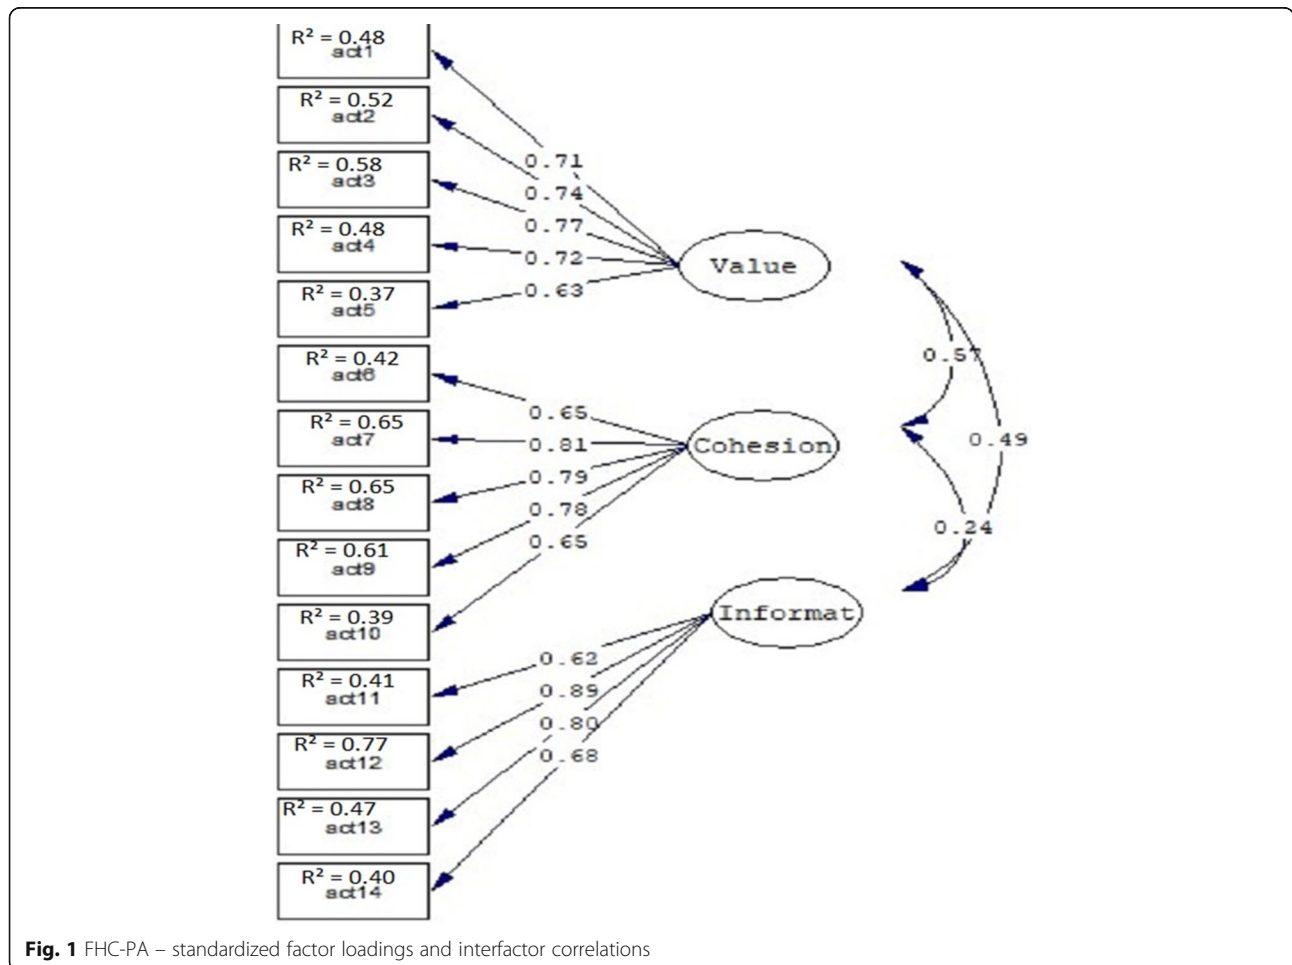 R² = 0.48
act1
R² = 0.52
act2
R² = 0.58
act3
R² = 0.48
act4
R² = 0.37
act5
R² = 0.42
act6
R² = 0.65
act7
R² = 0.65
act8
R² = 0.61
act9
R² = 0.39
act10
R² = 0.41
act11
R² = 0.77
act12
R² = 0.47
act13
R² = 0.40
act14
0.71
0.74
0.77
0.72
0.63
0.65
0.81
0.79
0.78
0.65
0.62
0.89
0.80
0.68
Value
Cohesion
Informat
0.57
0.49
0.24
Fig. 1 FHC-PA – standardized factor loadings and interfactor correlations